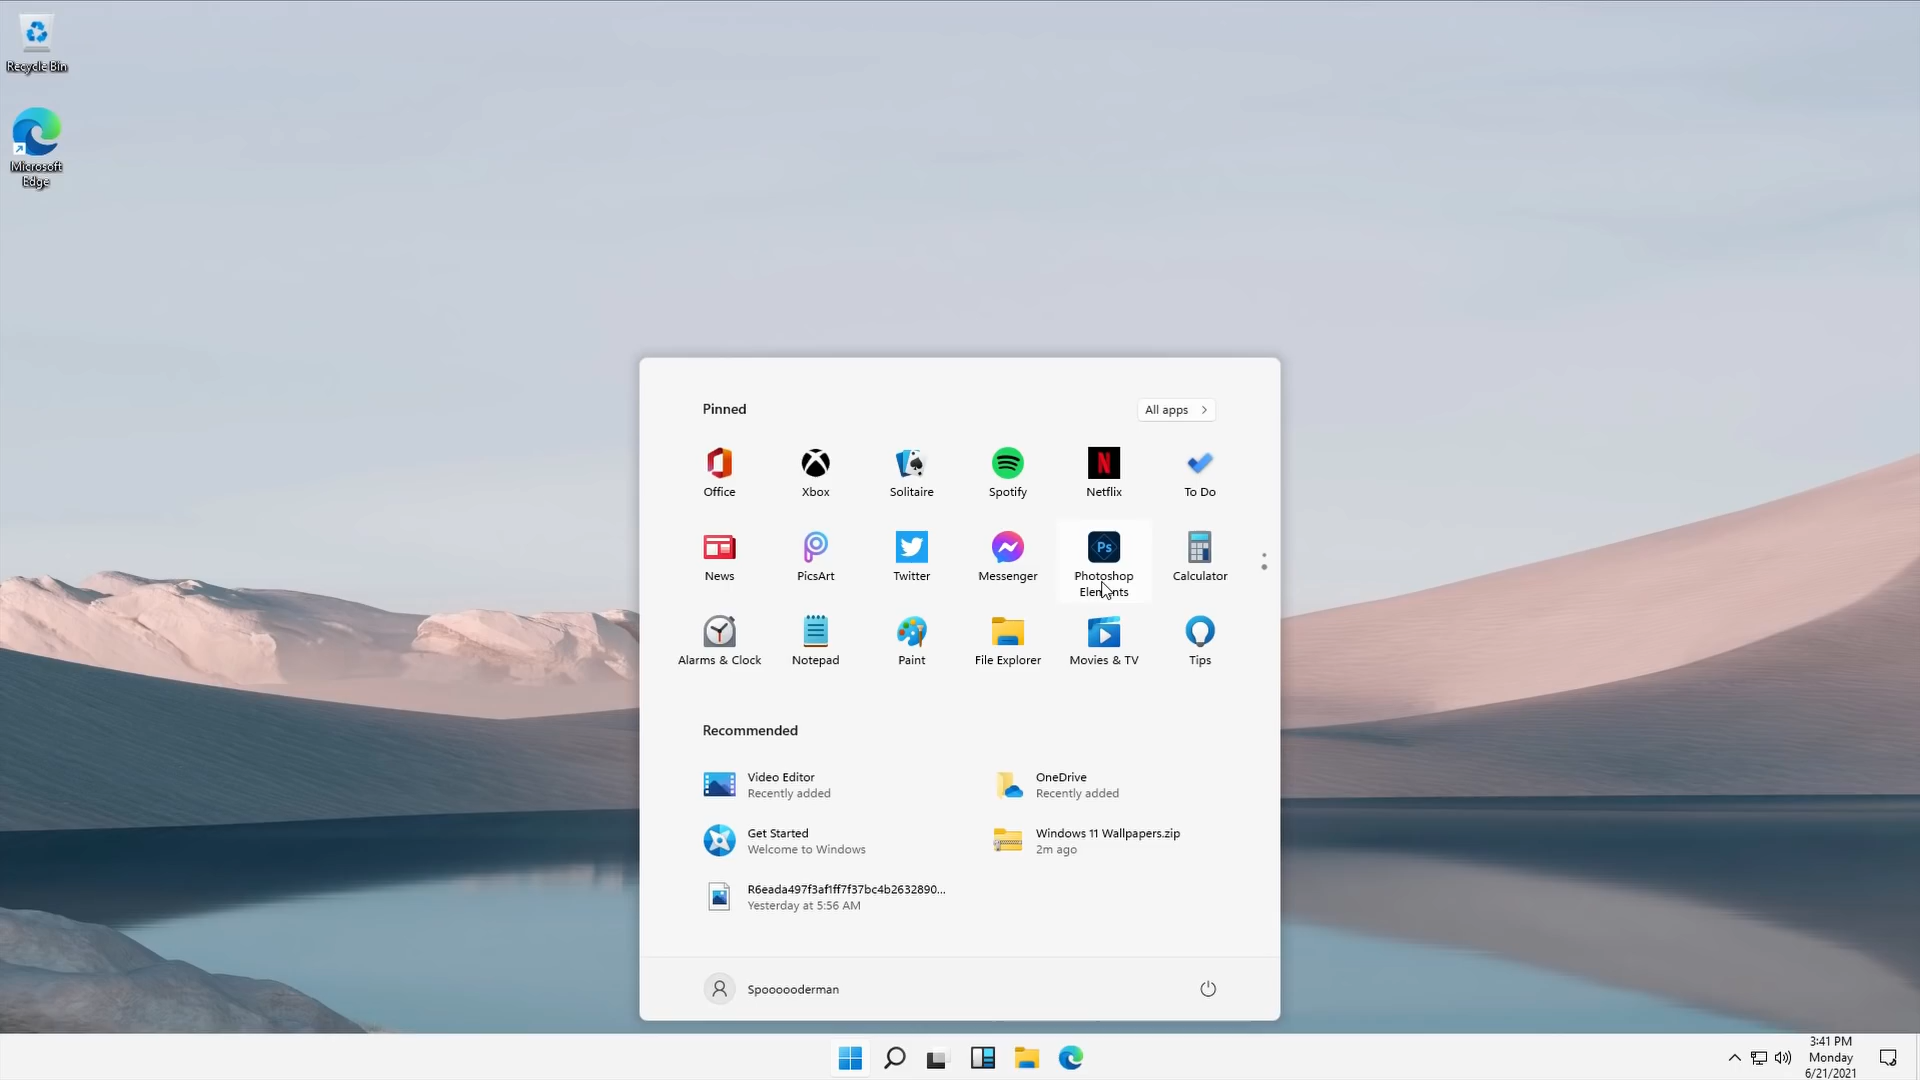 Recycle Bin
Microsoft
Edge
Pinned
All apps
Office
Xbox
Solitaire
Spotify
Netflix
To Do
News
PicsArt
Twitter
Messenger
Ps
Photoshop
Elements
Calculator
Alarms & Clock
Notepad
Paint
File Explorer
Movies & TV
Tips
Recommended
Video Editor
Recently added
OneDrive
Recently added
Get Started
Welcome to Windows
Windows 11 Wallpapers.zip
2m ago
R6eada497f3af1ff7f37bc4b2632890...
Yesterday at 5:56 AM
Spoooooderman
3:41 PM
Monday
6/21/2021